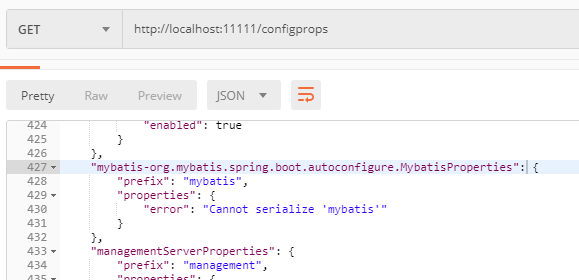 GET http://localhost:11111/configprops
Pretty Raw Preview JSON
424 "enabled": true
425 }
426 },
427 "mybatis-org.mybatis.spring.boot.autoconfigure.MybatisProperties": {
428 "prefix": "mybatis",
429 "properties": {
430 "error": "Cannot serialize 'mybatis'"
431 }
432 },
433 "managementServerProperties": {
434 "prefix": "management",
435 "properties": {